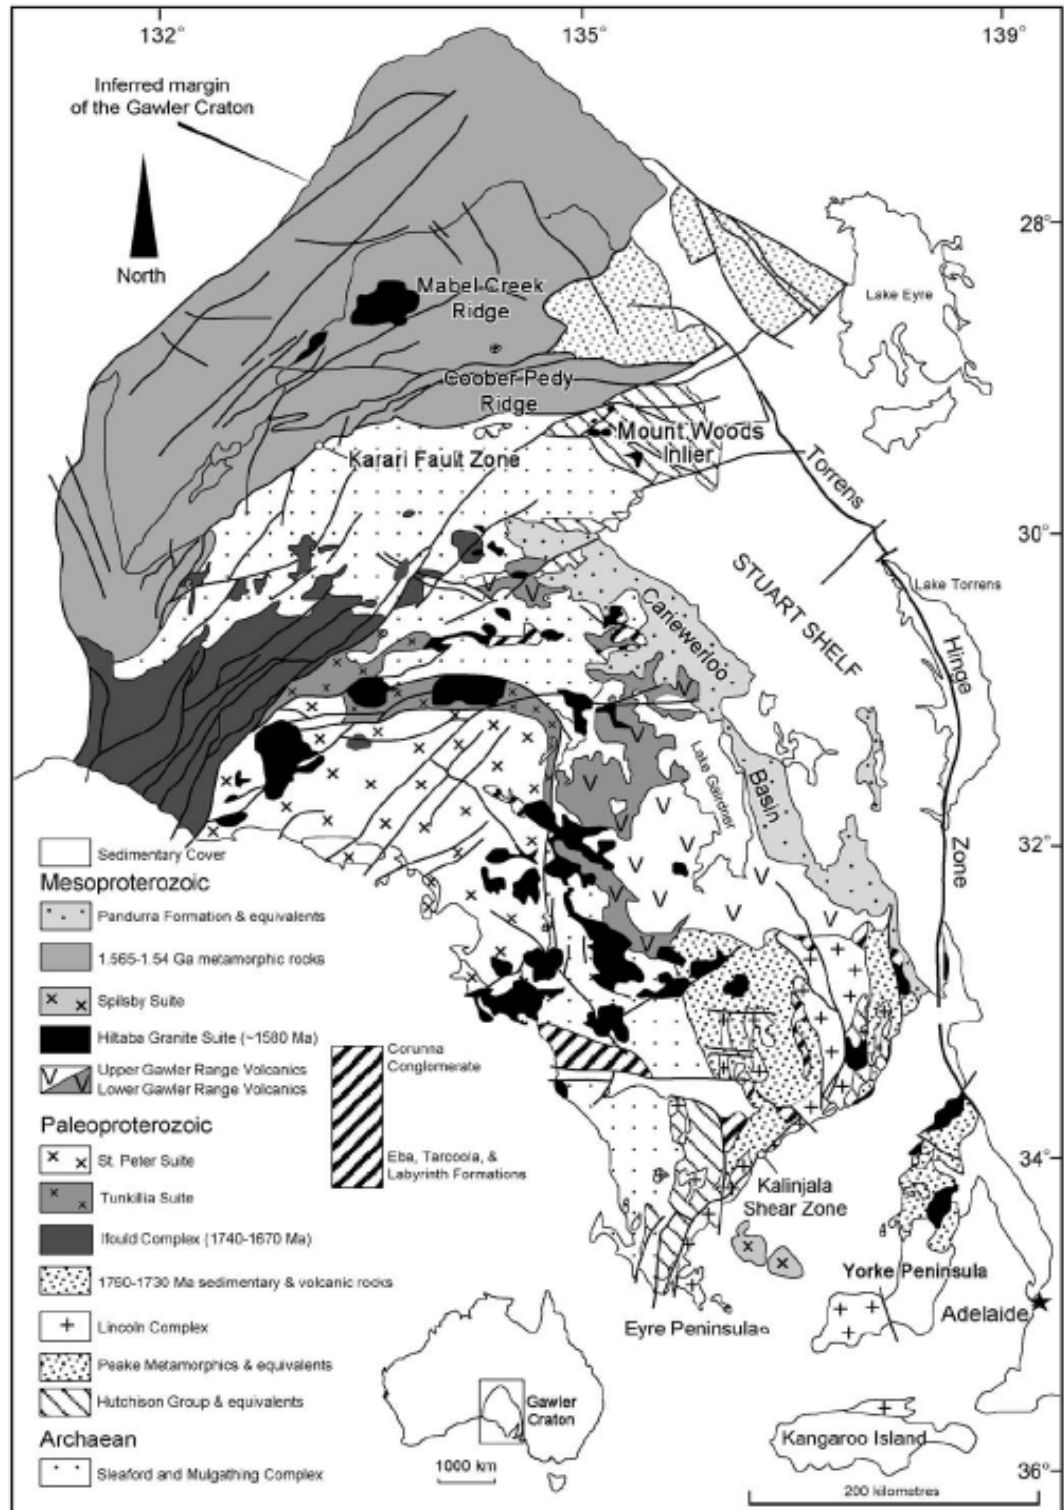 132°
135°
139°
Inferred margin
of the Gawler Craton
North
28°
Mabel Creek
Ridge
Lake Eyre
Coober Pedy
Ridge
Mount Woods
Inlier
Karari Fault Zone
Torrens
30°
STUART SHELF
Lake Torrens
Cariewerloo
Hinge
Lake Gairdner
Basin
32°
Zone
Sedimentary Cover
Mesoproterozoic
Pandurra Formation & equivalents
1.565-1.54 Ga metamorphic rocks
Spilsby Suite
Hiltaba Granite Suite (~1580 Ma)
Upper Gawler Range Volcanics
Lower Gawler Range Volcanics
Corunna
Conglomerate
Eba, Tarcoola, &
Labyrinth Formations
Paleoproterozoic
St. Peter Suite
Tunkillia Suite
Ifould Complex (1740-1670 Ma)
1760-1730 Ma sedimentary & volcanic rocks
Lincoln Complex
Peake Metamorphics & equivalents
Hutchison Group & equivalents
Archaean
Sleaford and Mulgathing Complex
34°
Kalinjala
Shear Zone
Yorke Peninsula
Adelaide
Eyre Peninsula
Gawler
Craton
1000 km
Kangaroo Island
36°
200 kilometres